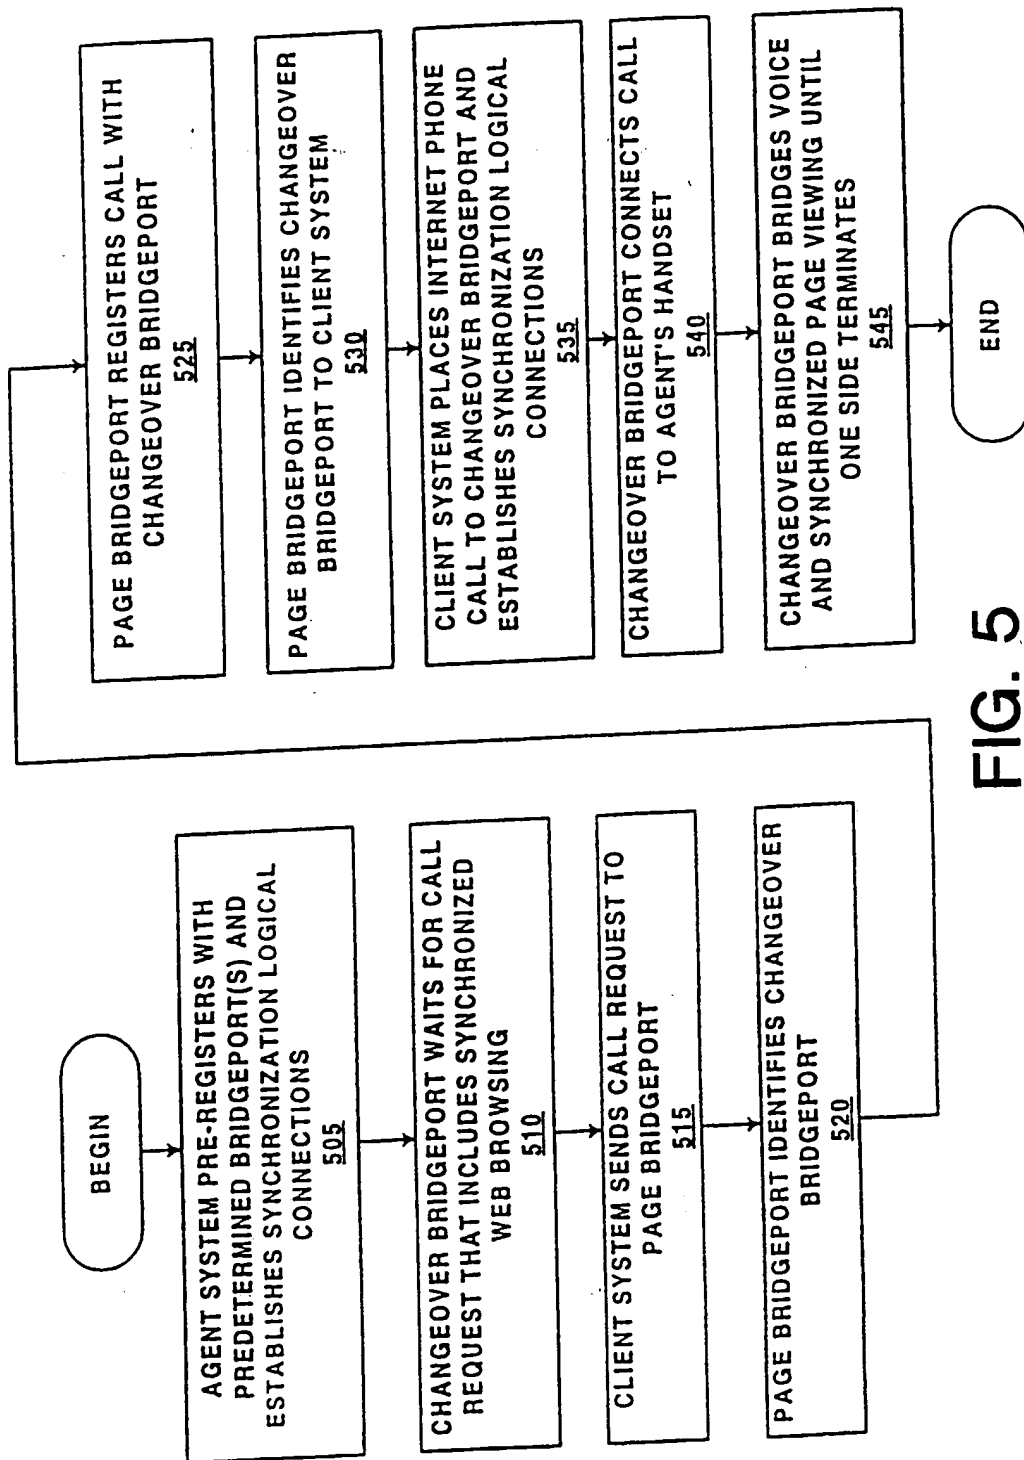 BEGIN
AGENT SYSTEM PRE-REGISTERS WITH
PREDETERMINED BRIDGEPORT(S) AND
ESTABLISHES SYNCHRONIZATION LOGICAL
CONNECTIONS
505
CHANGEOVER BRIDGEPORT WAITS FOR CALL
REQUEST THAT INCLUDES SYNCHRONIZED
WEB BROWSING
510
CLIENT SYSTEM SENDS CALL REQUEST TO
PAGE BRIDGEPORT
515
PAGE BRIDGEPORT IDENTIFIES CHANGEOVER
BRIDGEPORT
520
PAGE BRIDGEPORT REGISTERS CALL WITH
CHANGEOVER BRIDGEPORT
525
PAGE BRIDGEPORT IDENTIFIES CHANGEOVER
BRIDGEPORT TO CLIENT SYSTEM
530
CLIENT SYSTEM PLACES INTERNET PHONE
CALL TO CHANGEOVER BRIDGEPORT AND
ESTABLISHES SYNCHRONIZATION LOGICAL
CONNECTIONS
535
CHANGEOVER BRIDGEPORT CONNECTS CALL
TO AGENT'S HANDSET
540
CHANGEOVER BRIDGEPORT BRIDGES VOICE
AND SYNCHRONIZED PAGE VIEWING UNTIL
ONE SIDE TERMINATES
545
END
FIG. 5